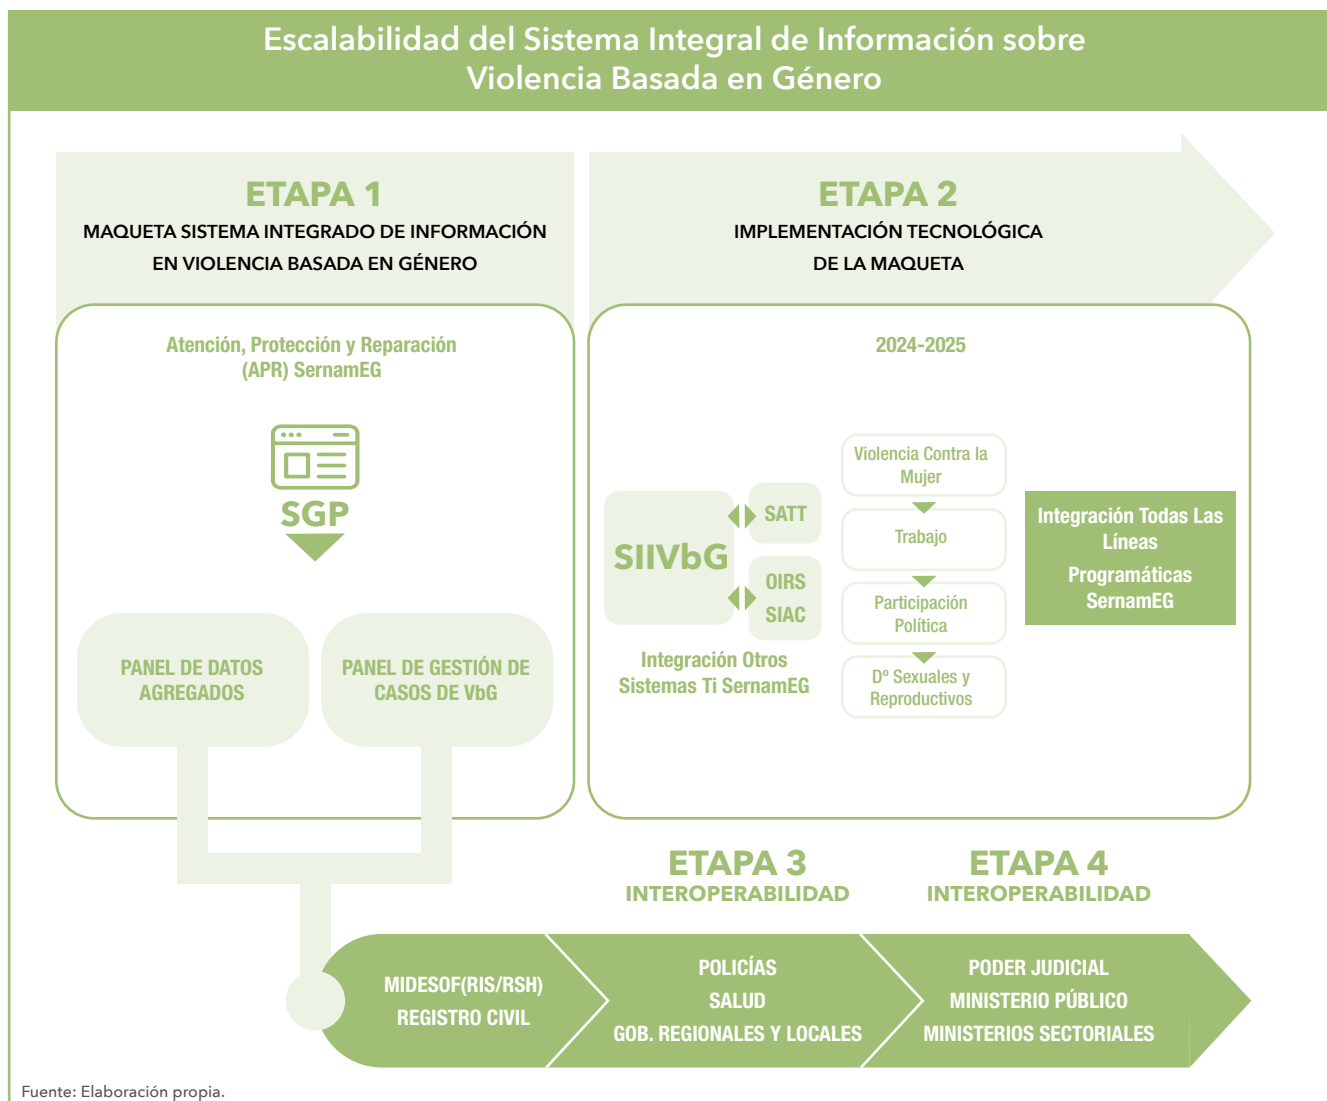 Escalabilidad del Sistema Integral de Información sobre
Violencia Basada en Género
ETAPA 1
MAQUETA SISTEMA INTEGRADO DE INFORMACIÓN
EN VIOLENCIA BASADA EN GÉNERO
Atención, Protección y Reparación
(APR) SernamEG
SGP
PANEL DE DATOS
AGREGADOS
PANEL DE GESTIÓN DE
CASOS DE VbG
ETAPA 2
IMPLEMENTACIÓN TECNOLÓGICA
DE LA MAQUETA
2024-2025
SIIVbG
SATT
OIRS
SIAC
Integración Otros
Sistemas Ti SernamEG
Violencia Contra la
Mujer
Trabajo
Participación
Política
Dº Sexuales y
Reproductivos
Integración Todas Las
Líneas
Programáticas
SernamEG
MIDESOF(RIS/RSH)
REGISTRO CIVIL
ETAPA 3
INTEROPERABILIDAD
POLICÍAS
SALUD
GOB. REGIONALES Y LOCALES
ETAPA 4
INTEROPERABILIDAD
PODER JUDICIAL
MINISTERIO PÚBLICO
MINISTERIOS SECTORIALES
Fuente: Elaboración propia.